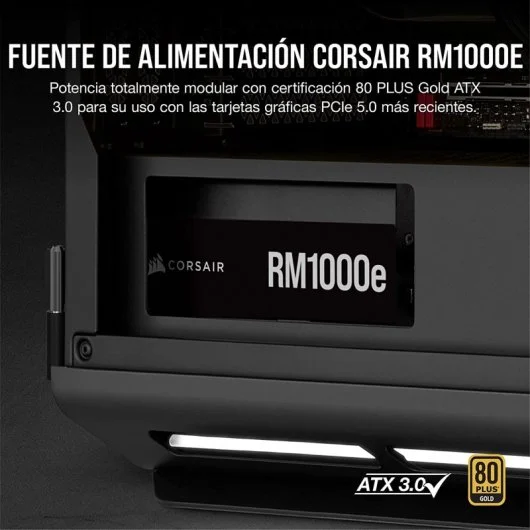 FUENTE DE ALIMENTACIÓN CORSAIR RM1000E
Potencia totalmente modular con certificación 80 PLUS Gold ATX
3.0 para su uso con las tarjetas gráficas PCIe 5.0 más recientes.
CORSAIR
RM1000e
ATX 3.0
80
PLUS
GOLD